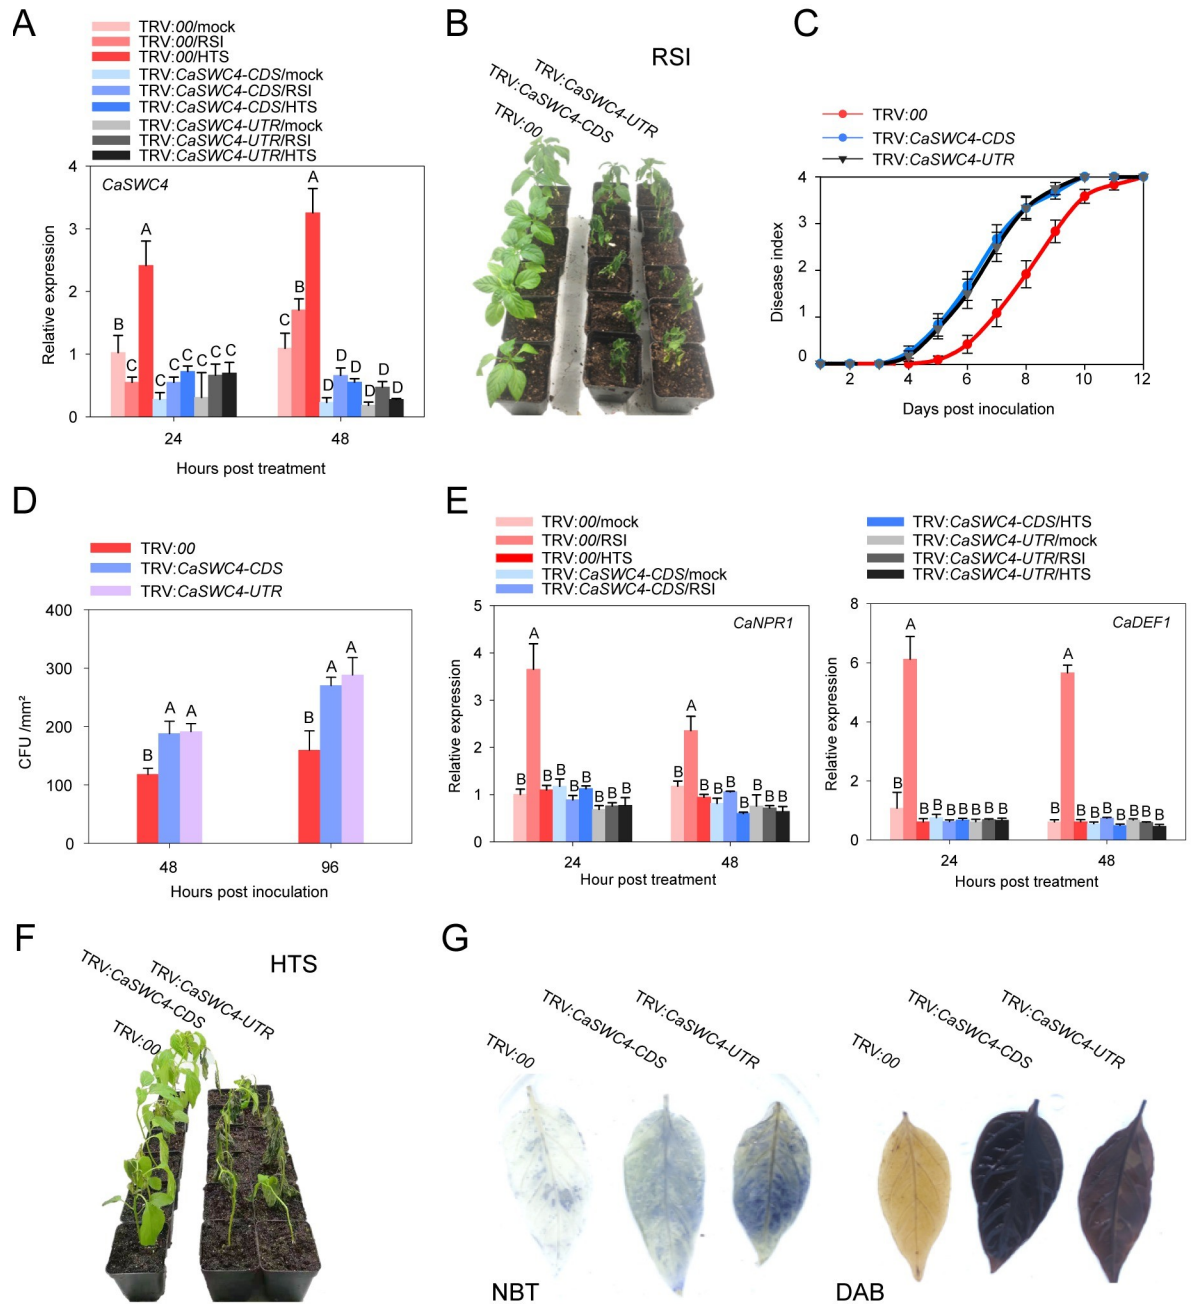 A
TRV:00/mock
TRV:00/RSI
TRV:00/HTS
TRV:CaSWC4-CDS/mock
TRV:CaSWC4-CDS/RSI
TRV:CaSWC4-CDS/HTS
TRV:CaSWC4-UTR/mock
TRV:CaSWC4-UTR/RSI
TRV:CaSWC4-UTR/HTS
CaSWC4
Relative expression
4
3
2
1
0
B C A C C C C C C
C B A D D D D D D
24 48
Hours post treatment
B
RSI
TRV:00
TRV:CaSWC4-CDS
TRV:CaSWC4-UTR
C
TRV:00
TRV:CaSWC4-CDS
TRV:CaSWC4-UTR
Disease index
4
3
2
1
0
2 4 6 8 10 12
Days post inoculation
D
TRV:00
TRV:CaSWC4-CDS
TRV:CaSWC4-UTR
CFU /mm²
400
300
200
100
0
B A A
B A A
48 96
Hours post inoculation
E
TRV:00/mock
TRV:00/RSI
TRV:00/HTS
TRV:CaSWC4-CDS/mock
TRV:CaSWC4-CDS/RSI
TRV:CaSWC4-CDS/HTS
TRV:CaSWC4-UTR/mock
TRV:CaSWC4-UTR/RSI
TRV:CaSWC4-UTR/HTS
CaNPR1
Relative expression
5
4
3
2
1
0
B A B B B B B B B
B A B B B B B B B
24 48
Hour post treatment
CaDEF1
Relative expression
8
6
4
2
0
B A B B B B B B B
B A B B B B B B B
24 48
Hours post treatment
F
HTS
TRV:00
TRV:CaSWC4-CDS
TRV:CaSWC4-UTR
G
TRV:00
TRV:CaSWC4-CDS
TRV:CaSWC4-UTR
NBT
TRV:00
TRV:CaSWC4-CDS
TRV:CaSWC4-UTR
DAB